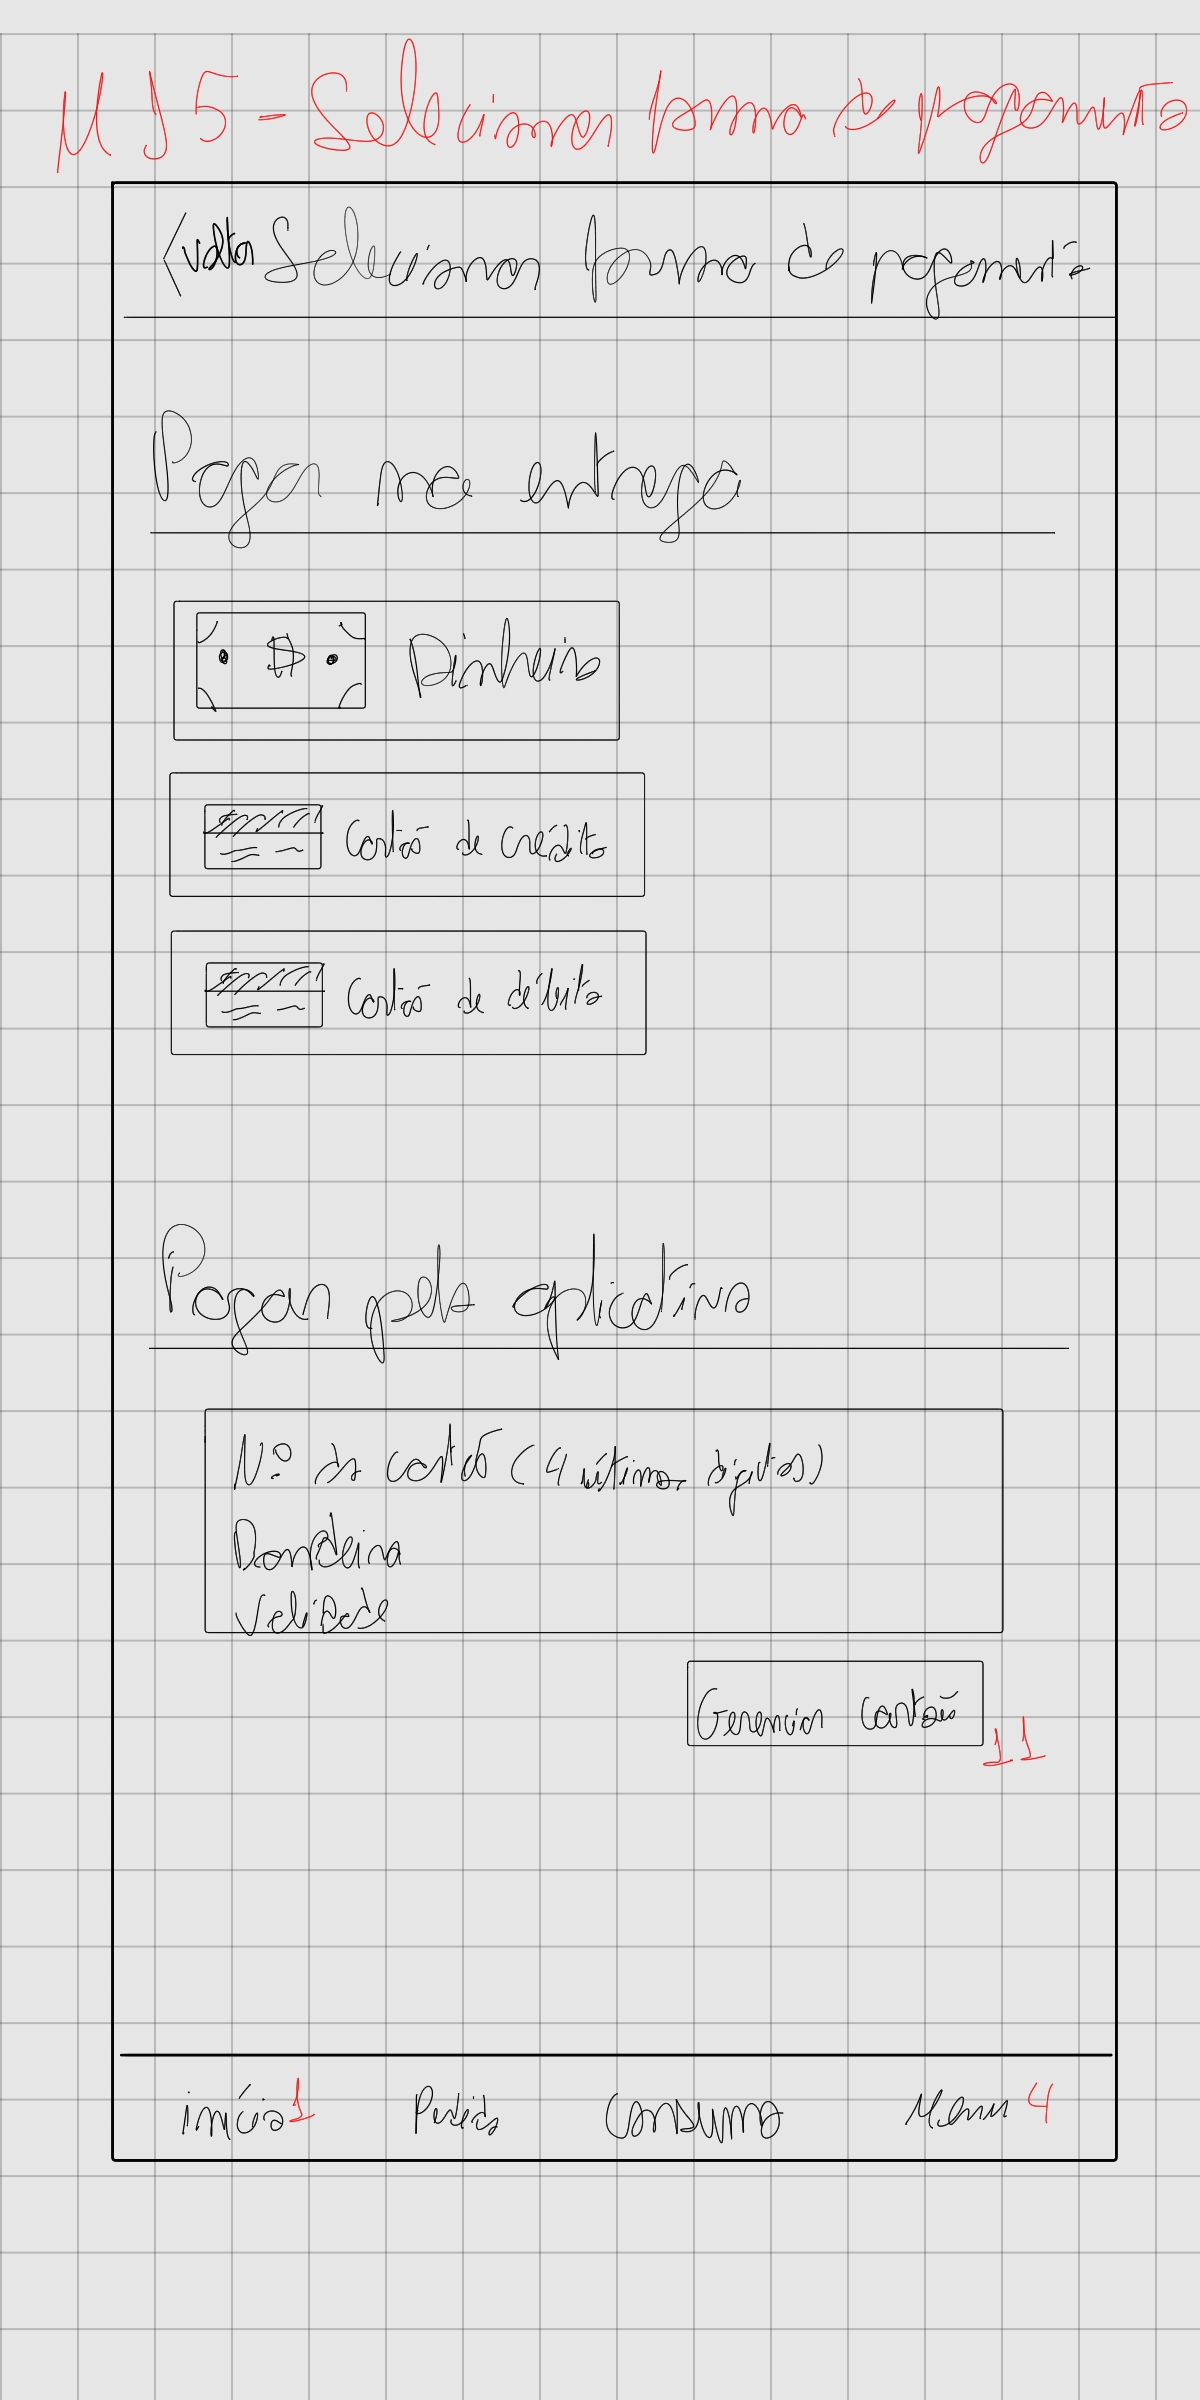 5 - Selecionar forma de pagamento
< voltar Selecionar forma de pagamento
Pagar na entrega
Dinheiro
Cartão de crédito
Cartão de débito
Pagar pelo aplicativo
Nº do cartão (4 últimos dígitos)
Bandeira
Validade
Gerenciar cartões
11
início 1 Pedido Consumo Menu 4